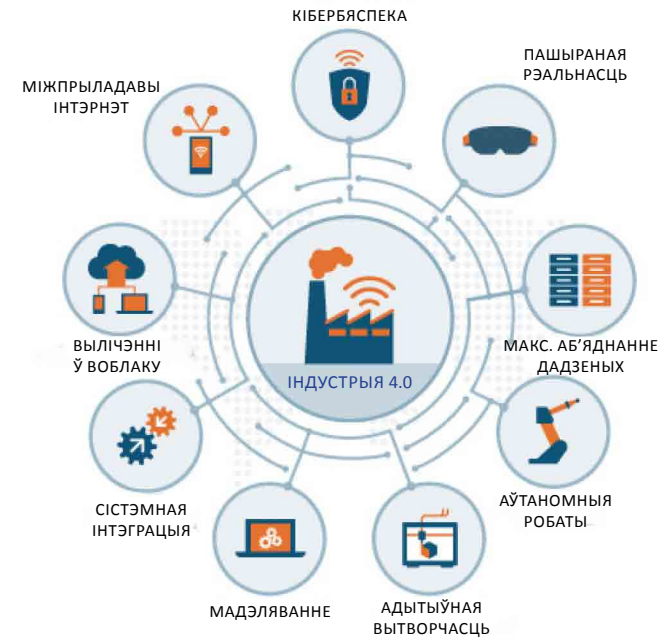 КІБЕРБЯСПЕКА
ПАШЫРАНАЯ
РЭАЛЬНАСЦЬ
МІЖПРЫЛАДАВЫ
ІНТЭРНЭТ
МАКС. АБ’ЯДНАННЕ
ДАДЗЕНЫХ
ВЫЛІЧЭННІ
Ў ВОБЛАКУ
ІНДУСТРЫЯ 4.0
АЎТАНОМНЫЯ
РОБАТЫ
СІСТЭМНАЯ
ІНТЭГРАЦЫЯ
МАДЭЛЯВАННЕ
АДЫТЫЎНАЯ
ВЫТВОРЧАСЦЬ